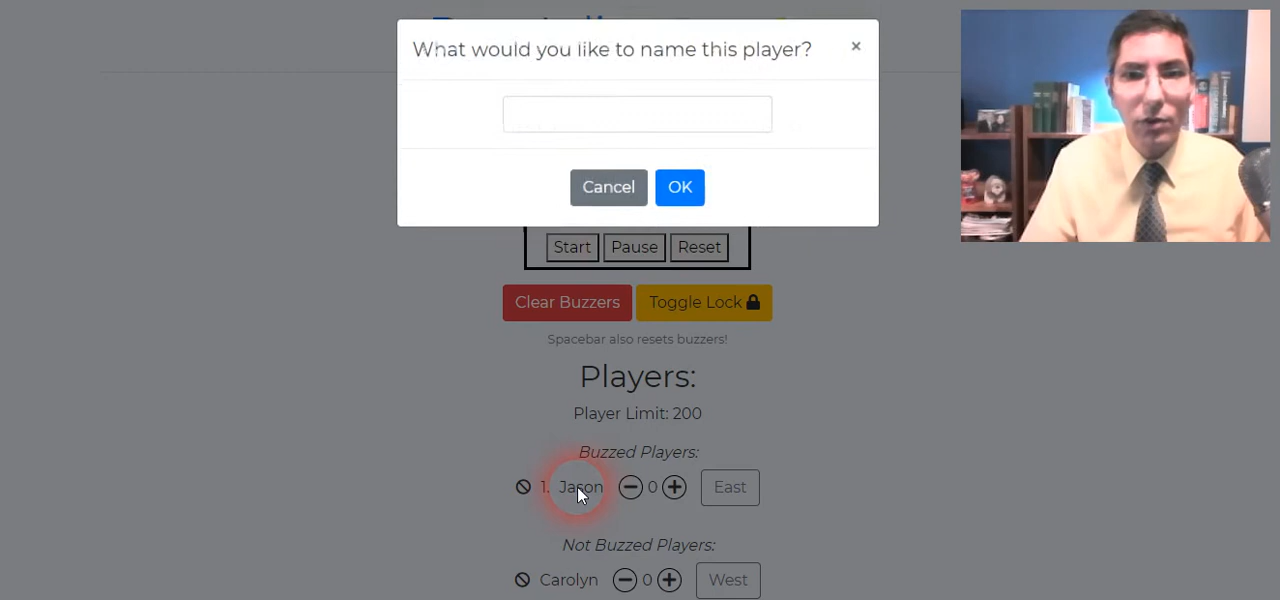 What would you like to name this player? ×
Cancel OK
Start Pause Reset
Clear Buzzers Toggle Lock
Spacebar also resets buzzers!
Players:
Player Limit: 200
Buzzed Players:
1. Jason 0 East
Not Buzzed Players:
Carolyn 0 West